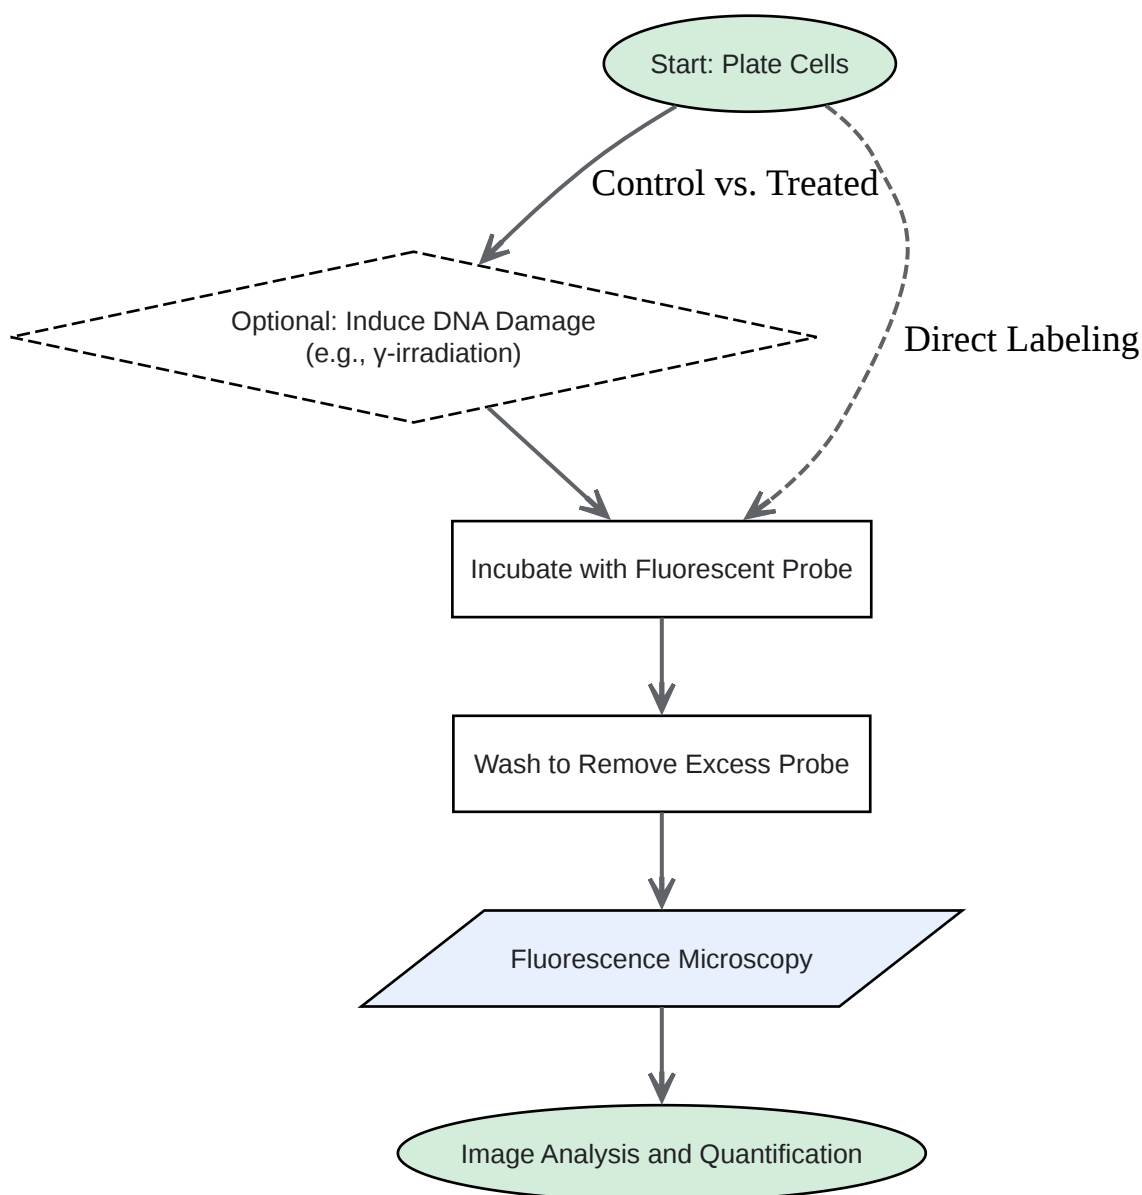 Start: Plate Cells
Control vs. Treated
Optional: Induce DNA Damage
(e.g., γ-irradiation)
Direct Labeling
Incubate with Fluorescent Probe
Wash to Remove Excess Probe
Fluorescence Microscopy
Image Analysis and Quantification